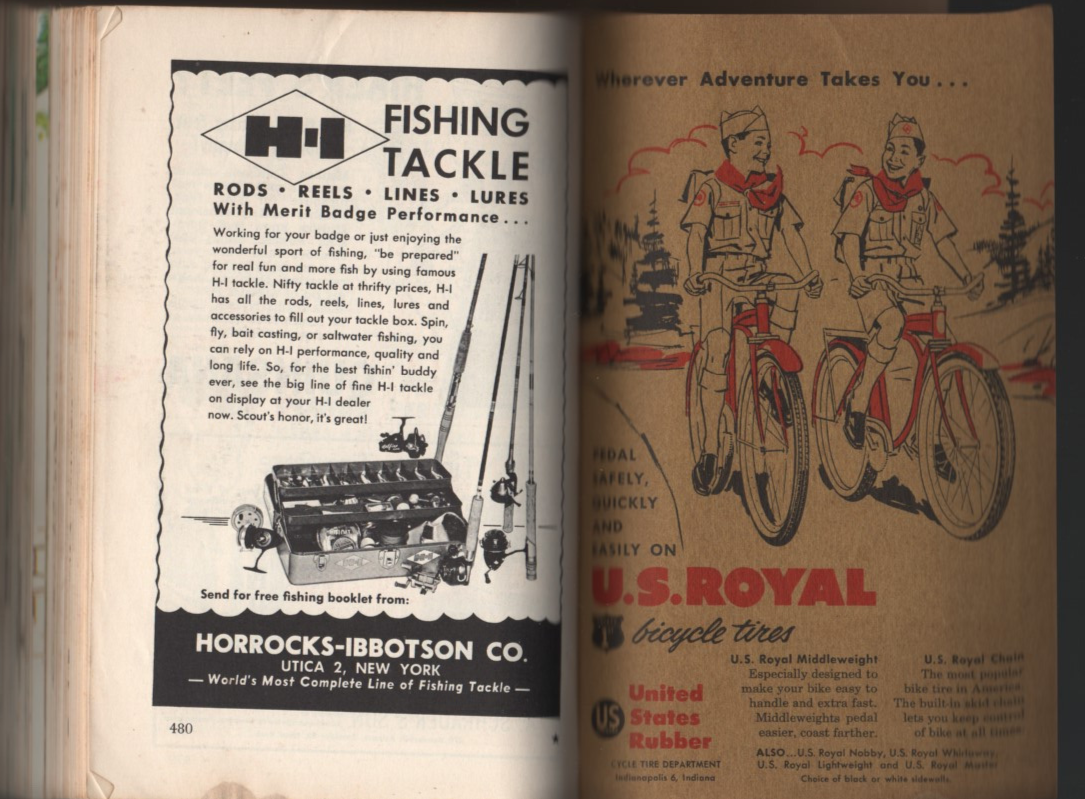 H-I
FISHING
TACKLE
RODS • REELS • LINES • LURES
With Merit Badge Performance...
Working for your badge or just enjoying the
wonderful sport of fishing, "be prepared"
for real fun and more fish by using famous
H-I tackle. Nifty tackle at thrifty prices, H-I
has all the rods, reels, lines, lures and
accessories to fill out your tackle box. Spin,
fly, bait casting, or saltwater fishing, you
can rely on H-I performance, quality and
long life. So, for the best fishin' buddy
ever, see the big line of fine H-I tackle
on display at your H-I dealer
now. Scout's honor, it's great!
Send for free fishing booklet from:
HORROCKS-IBBOTSON CO.
UTICA 2, NEW YORK
— World's Most Complete Line of Fishing Tackle —
480
Wherever Adventure Takes You...
PEDAL
SAFELY,
QUICKLY
AND
EASILY ON
U.S.ROYAL
bicycle tires
US
United
States
Rubber
CYCLE TIRE DEPARTMENT
Indianapolis 6, Indiana
U.S. Royal Middleweight
Especially designed to
make your bike easy to
handle and extra fast.
Middleweights pedal
easier, coast farther.
U.S. Royal Chain
The most popular
bike tire in America.
The built-in skid chain
lets you keep control
of bike at all times.
ALSO...U.S. Royal Nobby, U.S. Royal Whirlaway,
U.S. Royal Lightweight and U.S. Royal Master
Choice of black or white sidewalls.